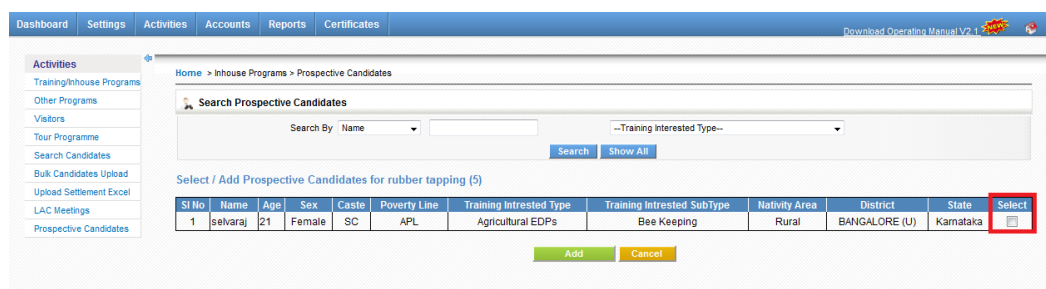 Dashboard Settings Activities Accounts Reports Certificates
Download Operating Manual V2.1 NEW
Activities
Training/Inhouse Programs
Other Programs
Visitors
Tour Programme
Search Candidates
Bulk Candidates Upload
Upload Settlement Excel
LAC Meetings
Prospective Candidates
Home > Inhouse Programs > Prospective Candidates
Search Prospective Candidates
Search By Name --Training Interested Type--
Search Show All
Select / Add Prospective Candidates for rubber tapping (5)
Sl No Name Age Sex Caste Poverty Line Training Intrested Type Training Intrested SubType Nativity Area District State Select
1 selvaraj 21 Female SC APL Agricultural EDPs Bee Keeping Rural BANGALORE (U) Karnataka
Add Cancel